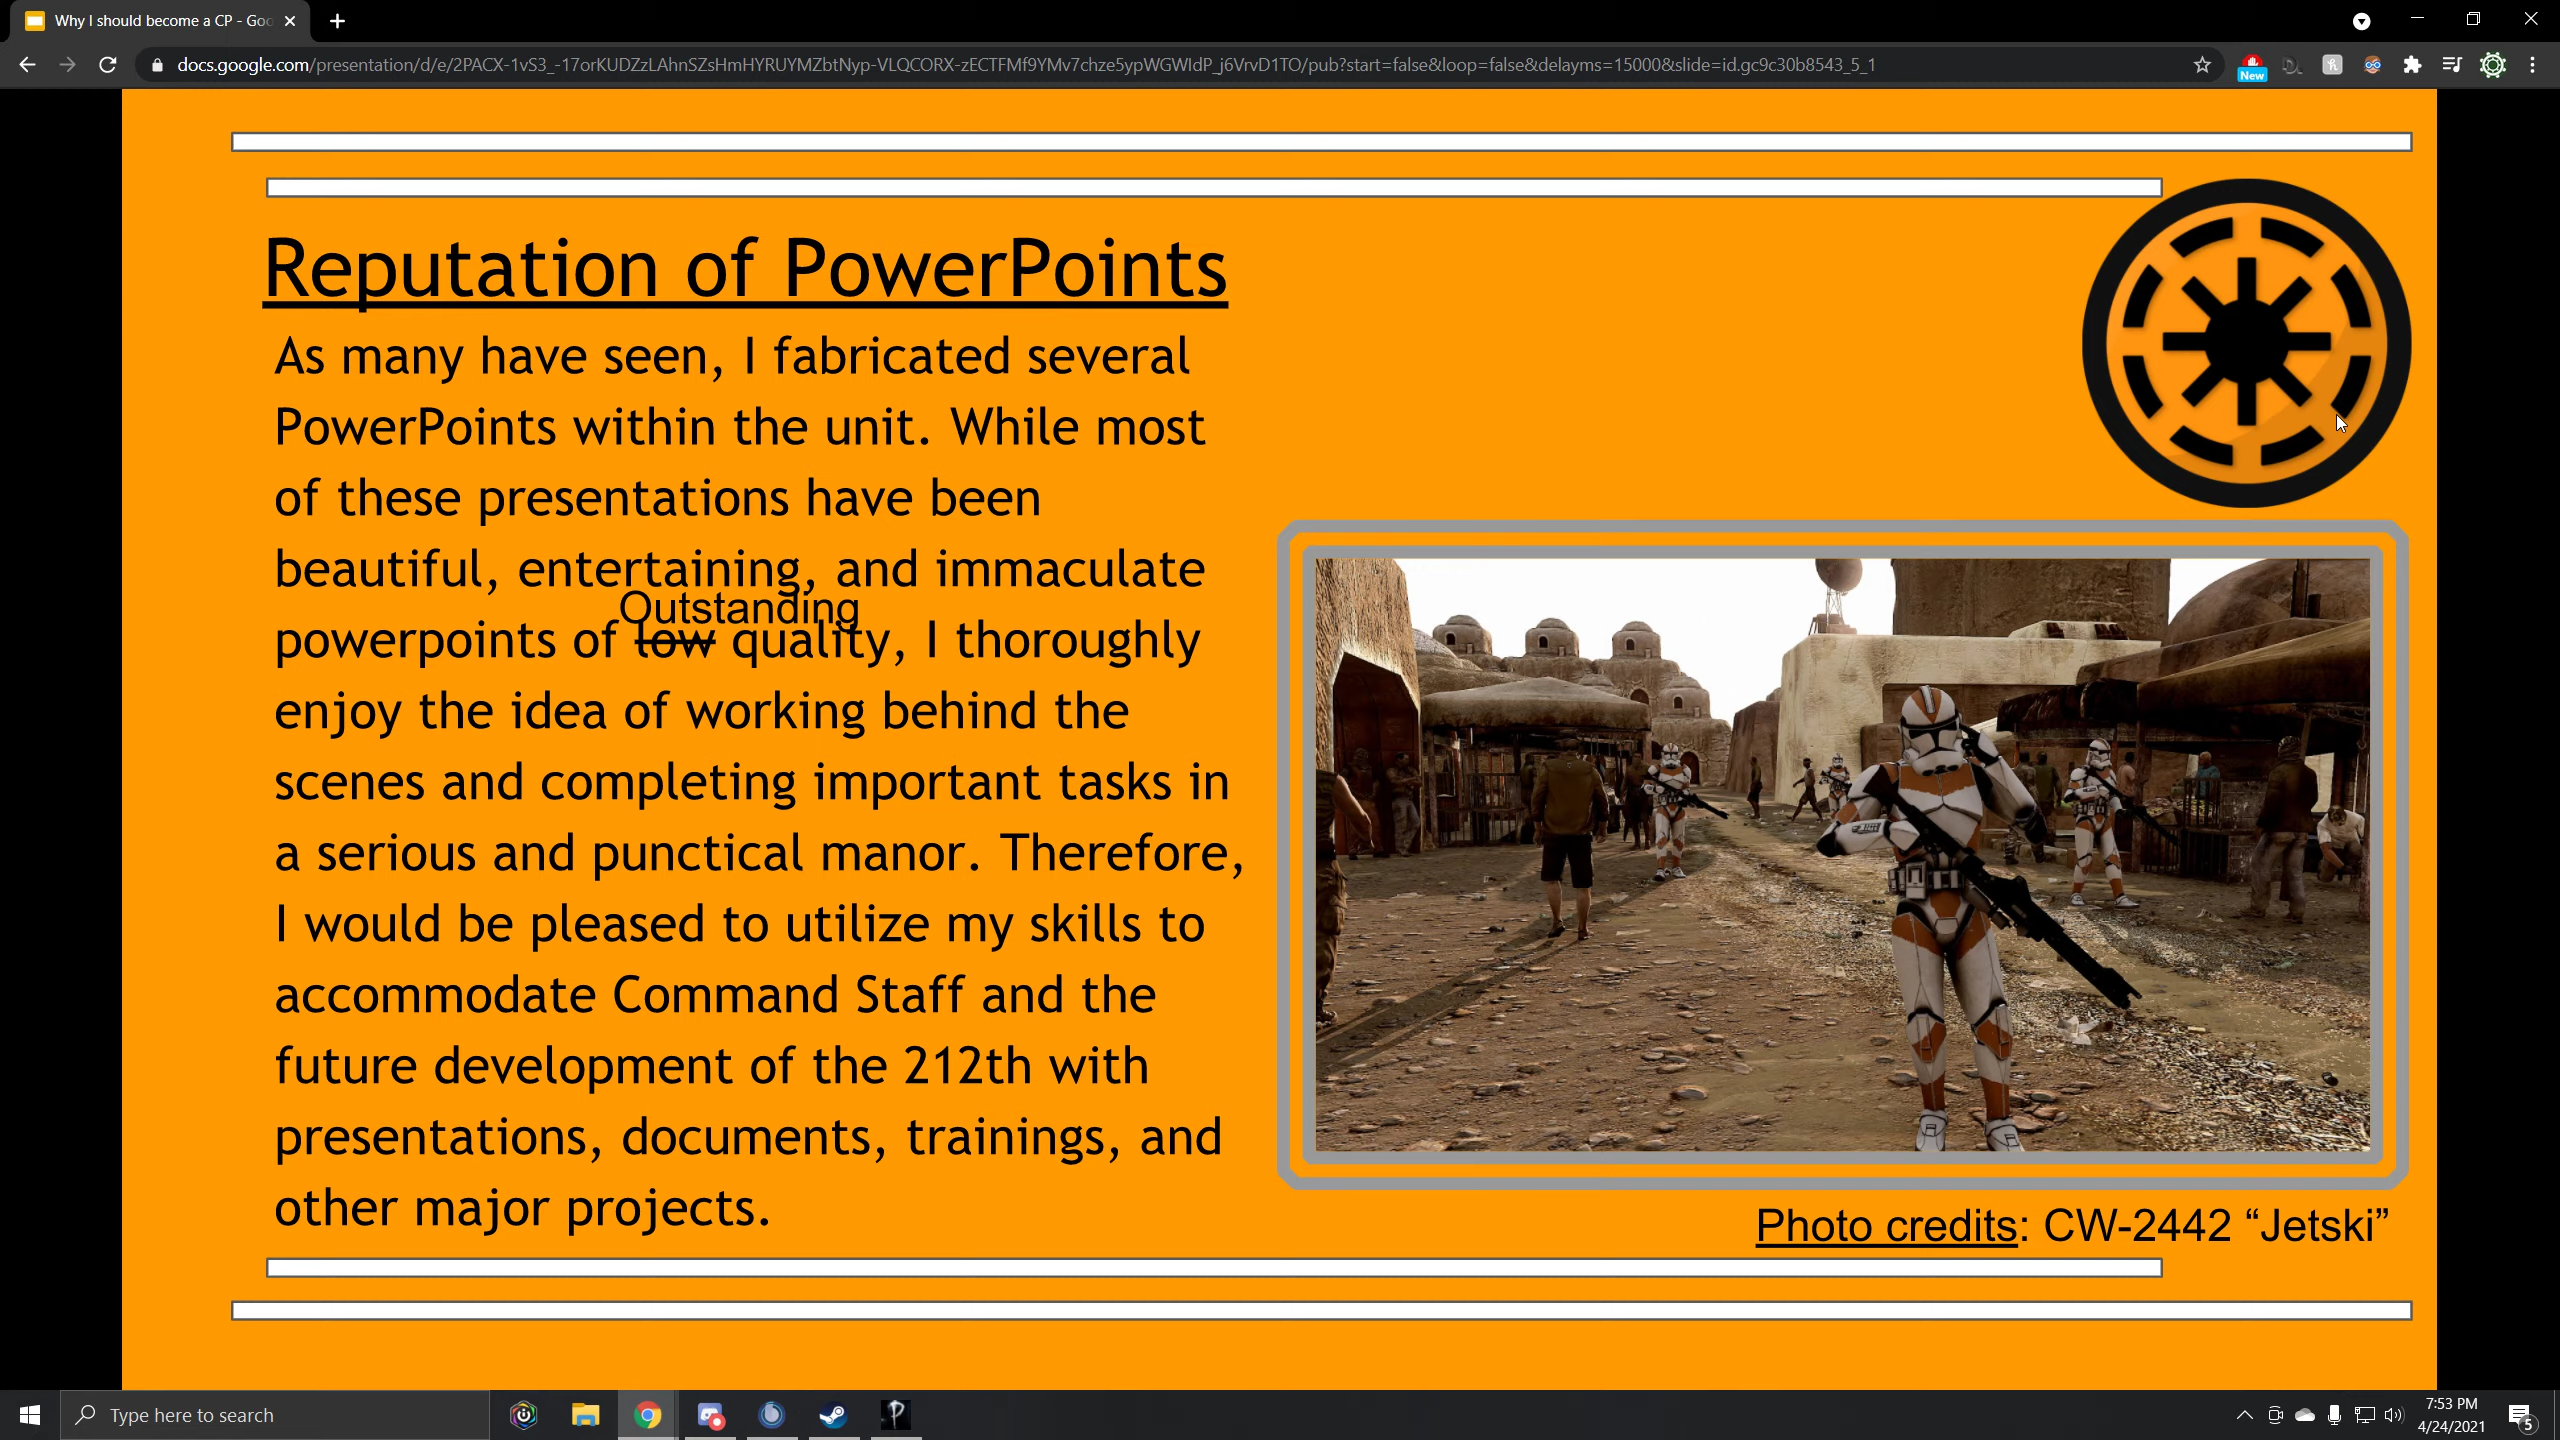 Why I should become a CP - Goo
docs.google.com/presentation/d/e/2PACX-1vS3_-17orKUDZzLAhnSZsHmHYRUYMZbtNyp-VLQCORX-zECTFMf9YMv7chze5ypWGWIdP_j6VrvD1TO/pub?start=false&loop=false&delayms=15000&slide=id.gc9c30b8543_5_1
New
Reputation of PowerPoints
As many have seen, I fabricated several
PowerPoints within the unit. While most
of these presentations have been
beautiful, entertaining, and immaculate
Outstanding
powerpoints of low quality, I thoroughly
enjoy the idea of working behind the
scenes and completing important tasks in
a serious and punctical manor. Therefore,
I would be pleased to utilize my skills to
accommodate Command Staff and the
future development of the 212th with
presentations, documents, trainings, and
other major projects.
Photo credits: CW-2442 “Jetski”
Type here to search
7:53 PM
4/24/2021
5